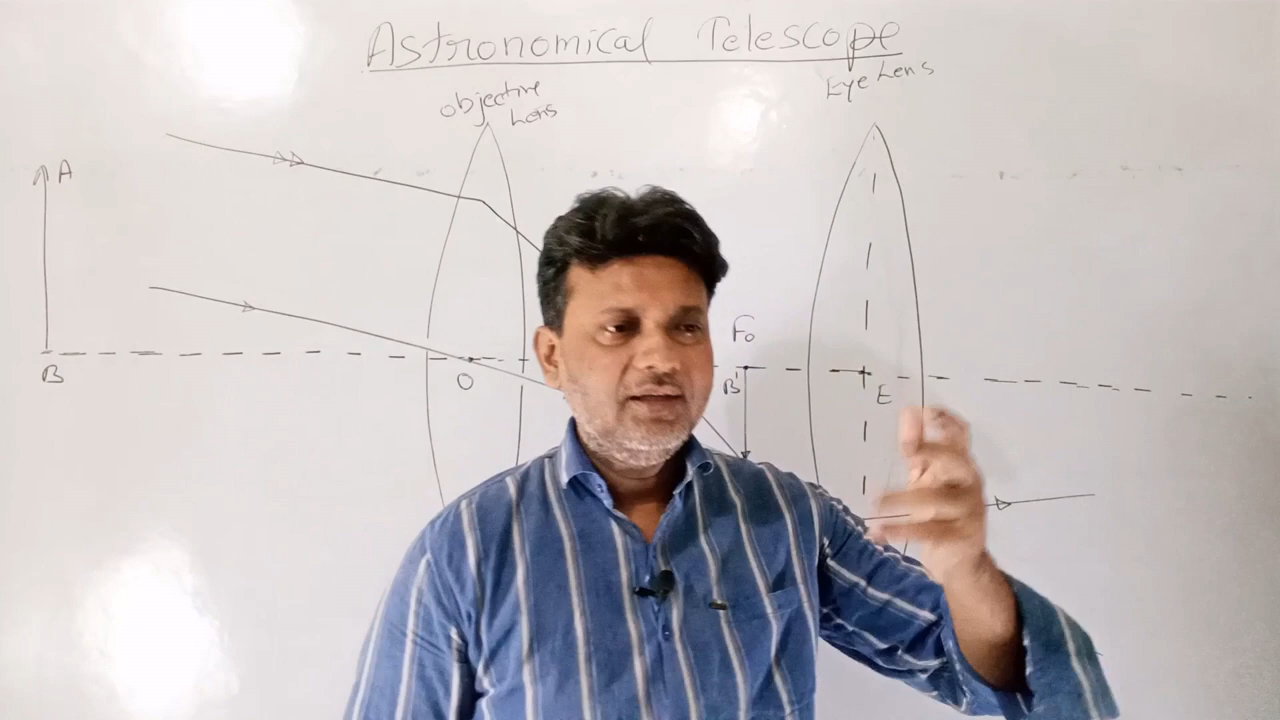 Astronomical Telescope
Objective
Lens
Eye Lens
A
B
O
Fo
B'
E